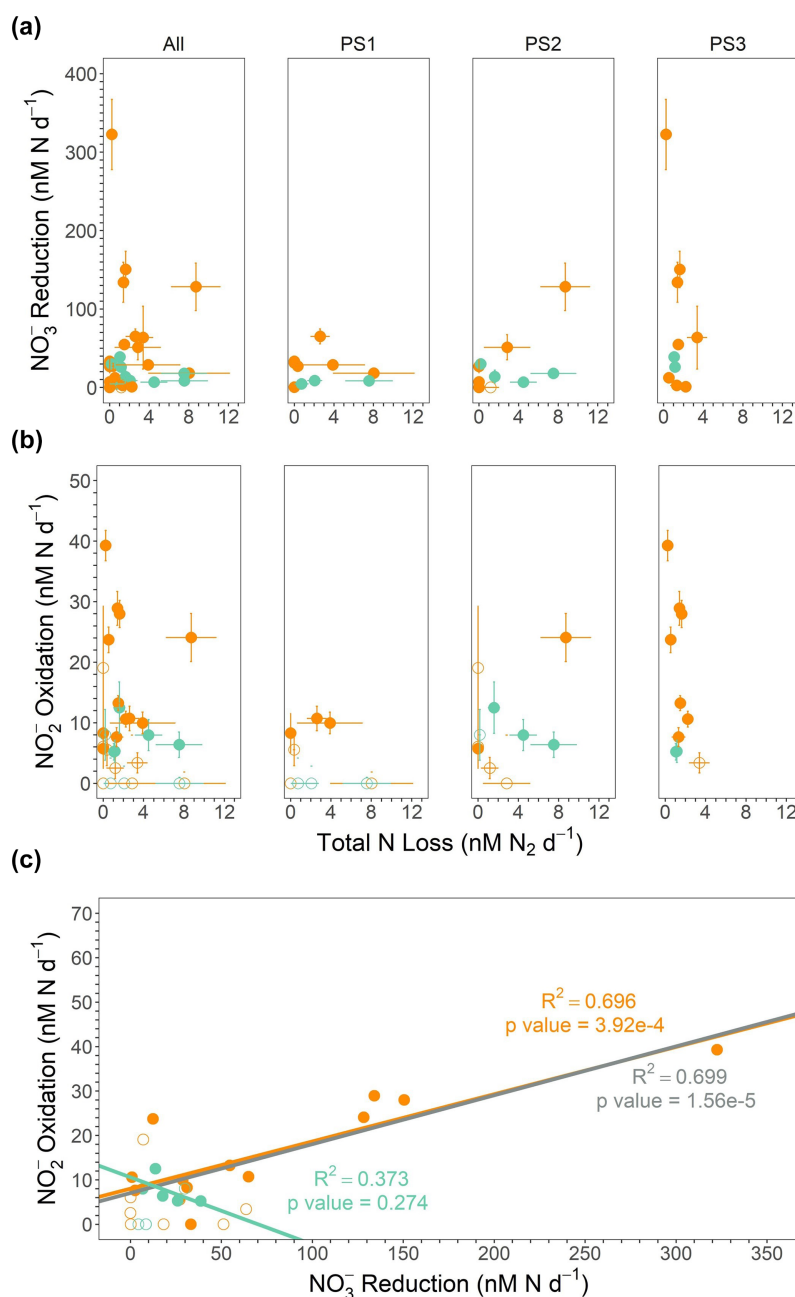 (a)
All PS1 PS2 PS3
NO₃⁻ Reduction (nM N d⁻¹)
400
300
200
100
0
0 4 8 12 0 4 8 12 0 4 8 12 0 4 8 12
(b)
NO₂⁻ Oxidation (nM N d⁻¹)
50
40
30
20
10
0
0 4 8 12 0 4 8 12 0 4 8 12 0 4 8 12
Total N Loss (nM N₂ d⁻¹)
(c)
NO₂⁻ Oxidation (nM N d⁻¹)
70
60
50
40
30
20
10
0
R² = 0.696
p value = 3.92e-4
R² = 0.699
p value = 1.56e-5
R² = 0.373
p value = 0.274
0 50 100 150 200 250 300 350
NO₃⁻ Reduction (nM N d⁻¹)